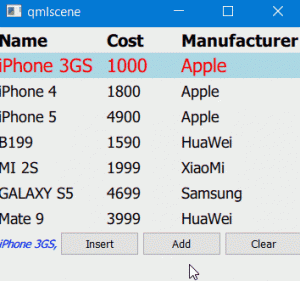 qmlscene
Name Cost Manufacturer
iPhone 3GS 1000 Apple
iPhone 4 1800 Apple
iPhone 5 4900 Apple
B199 1590 HuaWei
MI 2S 1999 XiaoMi
GALAXY S5 4699 Samsung
Mate 9 3999 HuaWei
iPhone 3GS, Insert Add Clear